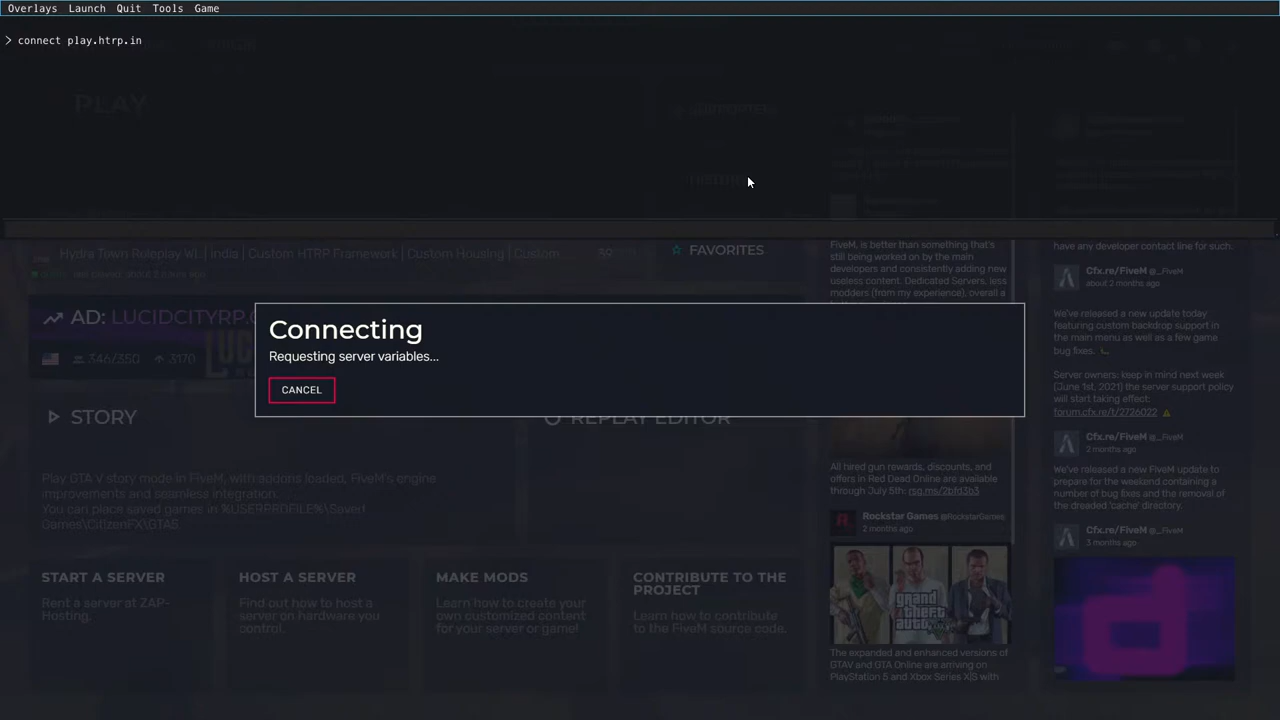 Overlays Launch Quit Tools Game
> connect play.htrp.in
PLAY
Hydra Town Roleplay WL | India | Custom HTRP Framework | Custom Housing | Custom
last played: about 2 hours ago
FAVORITES
AD: LUCIDCITYRP.
346/350 3170
Connecting
Requesting server variables...
CANCEL
STORY
Play GTA V story mode in FiveM, with addons loaded, FiveM's engine
improvements and seamless integration.
You can place saved games in %USERPROFILE%\Saved
Games\CitizenFX\GTA5
REPLAY EDITOR
START A SERVER
Rent a server at ZAP-
Hosting.
HOST A SERVER
Find out how to host a
server on hardware you
control.
MAKE MODS
Learn how to create your
own customized content
for your server or game!
CONTRIBUTE TO THE
PROJECT
Learn how to contribute
to the FiveM source code.
FiveM, is better than something that's
still being worked on by the main
developers and consistently adding new
useless content. Dedicated Servers, less
modders (from my experience), overall a
All hired gun rewards, discounts, and
offers in Red Dead Online are available
through July 5th: rsg.ms/2bfd3b3
Rockstar Games @RockstarGames
2 months ago
grand
theft
auto
The expanded and enhanced versions of
GTAV and GTA Online are arriving on
PlayStation 5 and Xbox Series X|S with
have any developer contact line for such.
Cfx.re/FiveM @_FiveM
about 2 months ago
We've released a new update today
featuring custom backdrop support in
the main menu as well as a few game
bug fixes.
Server owners: keep in mind next week
(June 1st, 2021) the server support policy
will start taking effect:
forum.cfx.re/t/2726022
Cfx.re/FiveM @_FiveM
2 months ago
We've released a new FiveM update to
prepare for the weekend containing a
number of bug fixes and the removal of
the dreaded 'cache' directory.
Cfx.re/FiveM @_FiveM
3 months ago